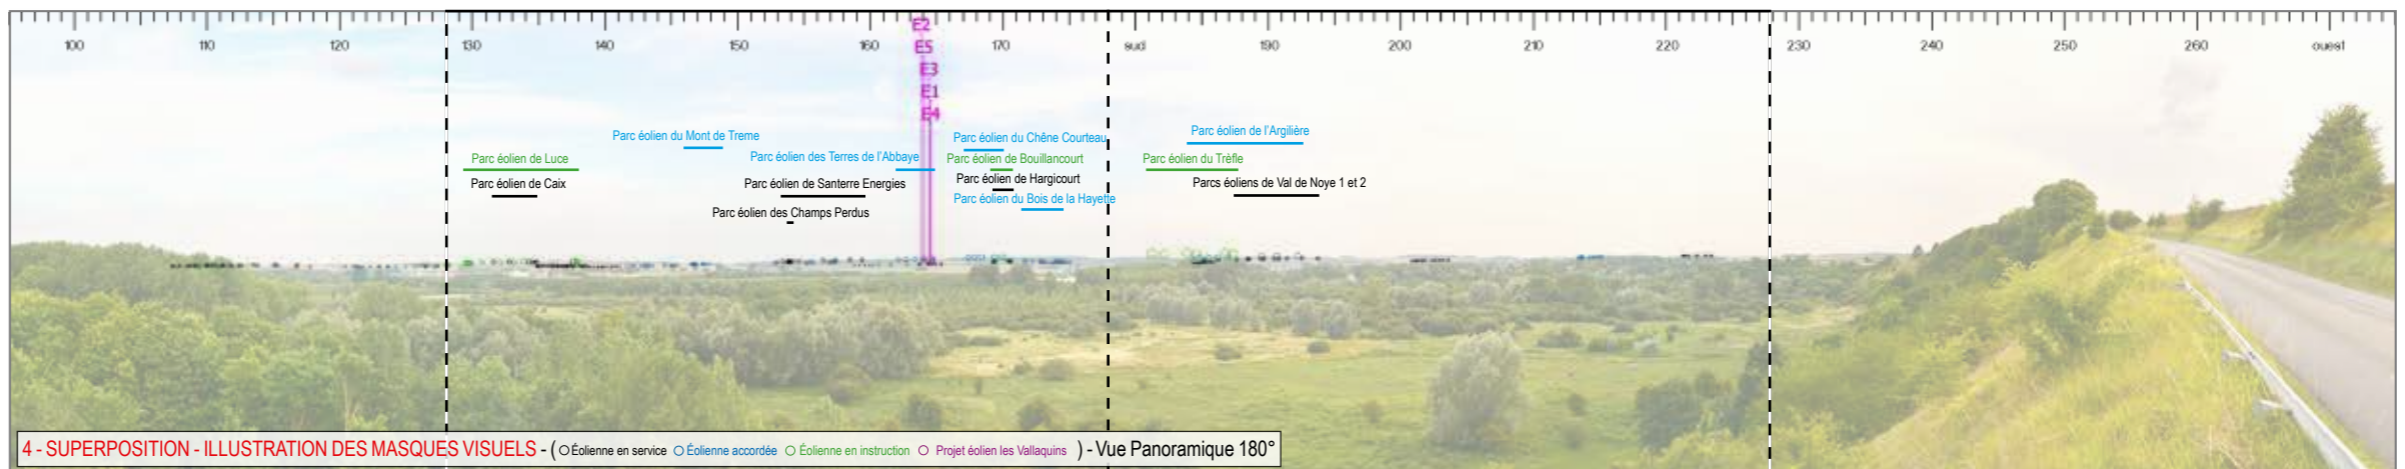 100 110 120 130 140 150 160 170 sud 190 200 210 220 230 240 250 260 ouest
E2
E5
E3
E1
E4
Parc éolien du Mont de Treme
Parc éolien du Chêne Courteau
Parc éolien de l'Argilière
Parc éolien de Luce
Parc éolien des Terres de l'Abbaye
Parc éolien de Bouillancourt
Parc éolien du Trèfle
Parc éolien de Caix
Parc éolien de Santerre Energies
Parc éolien de Hargicourt
Parcs éoliens de Val de Noye 1 et 2
Parc éolien du Bois de la Hayette
Parc éolien des Champs Perdus
4 - SUPERPOSITION - ILLUSTRATION DES MASQUES VISUELS - ( Éolienne en service Éolienne accordée Éolienne en instruction Projet éolien les Vallaquins ) - Vue Panoramique 180°